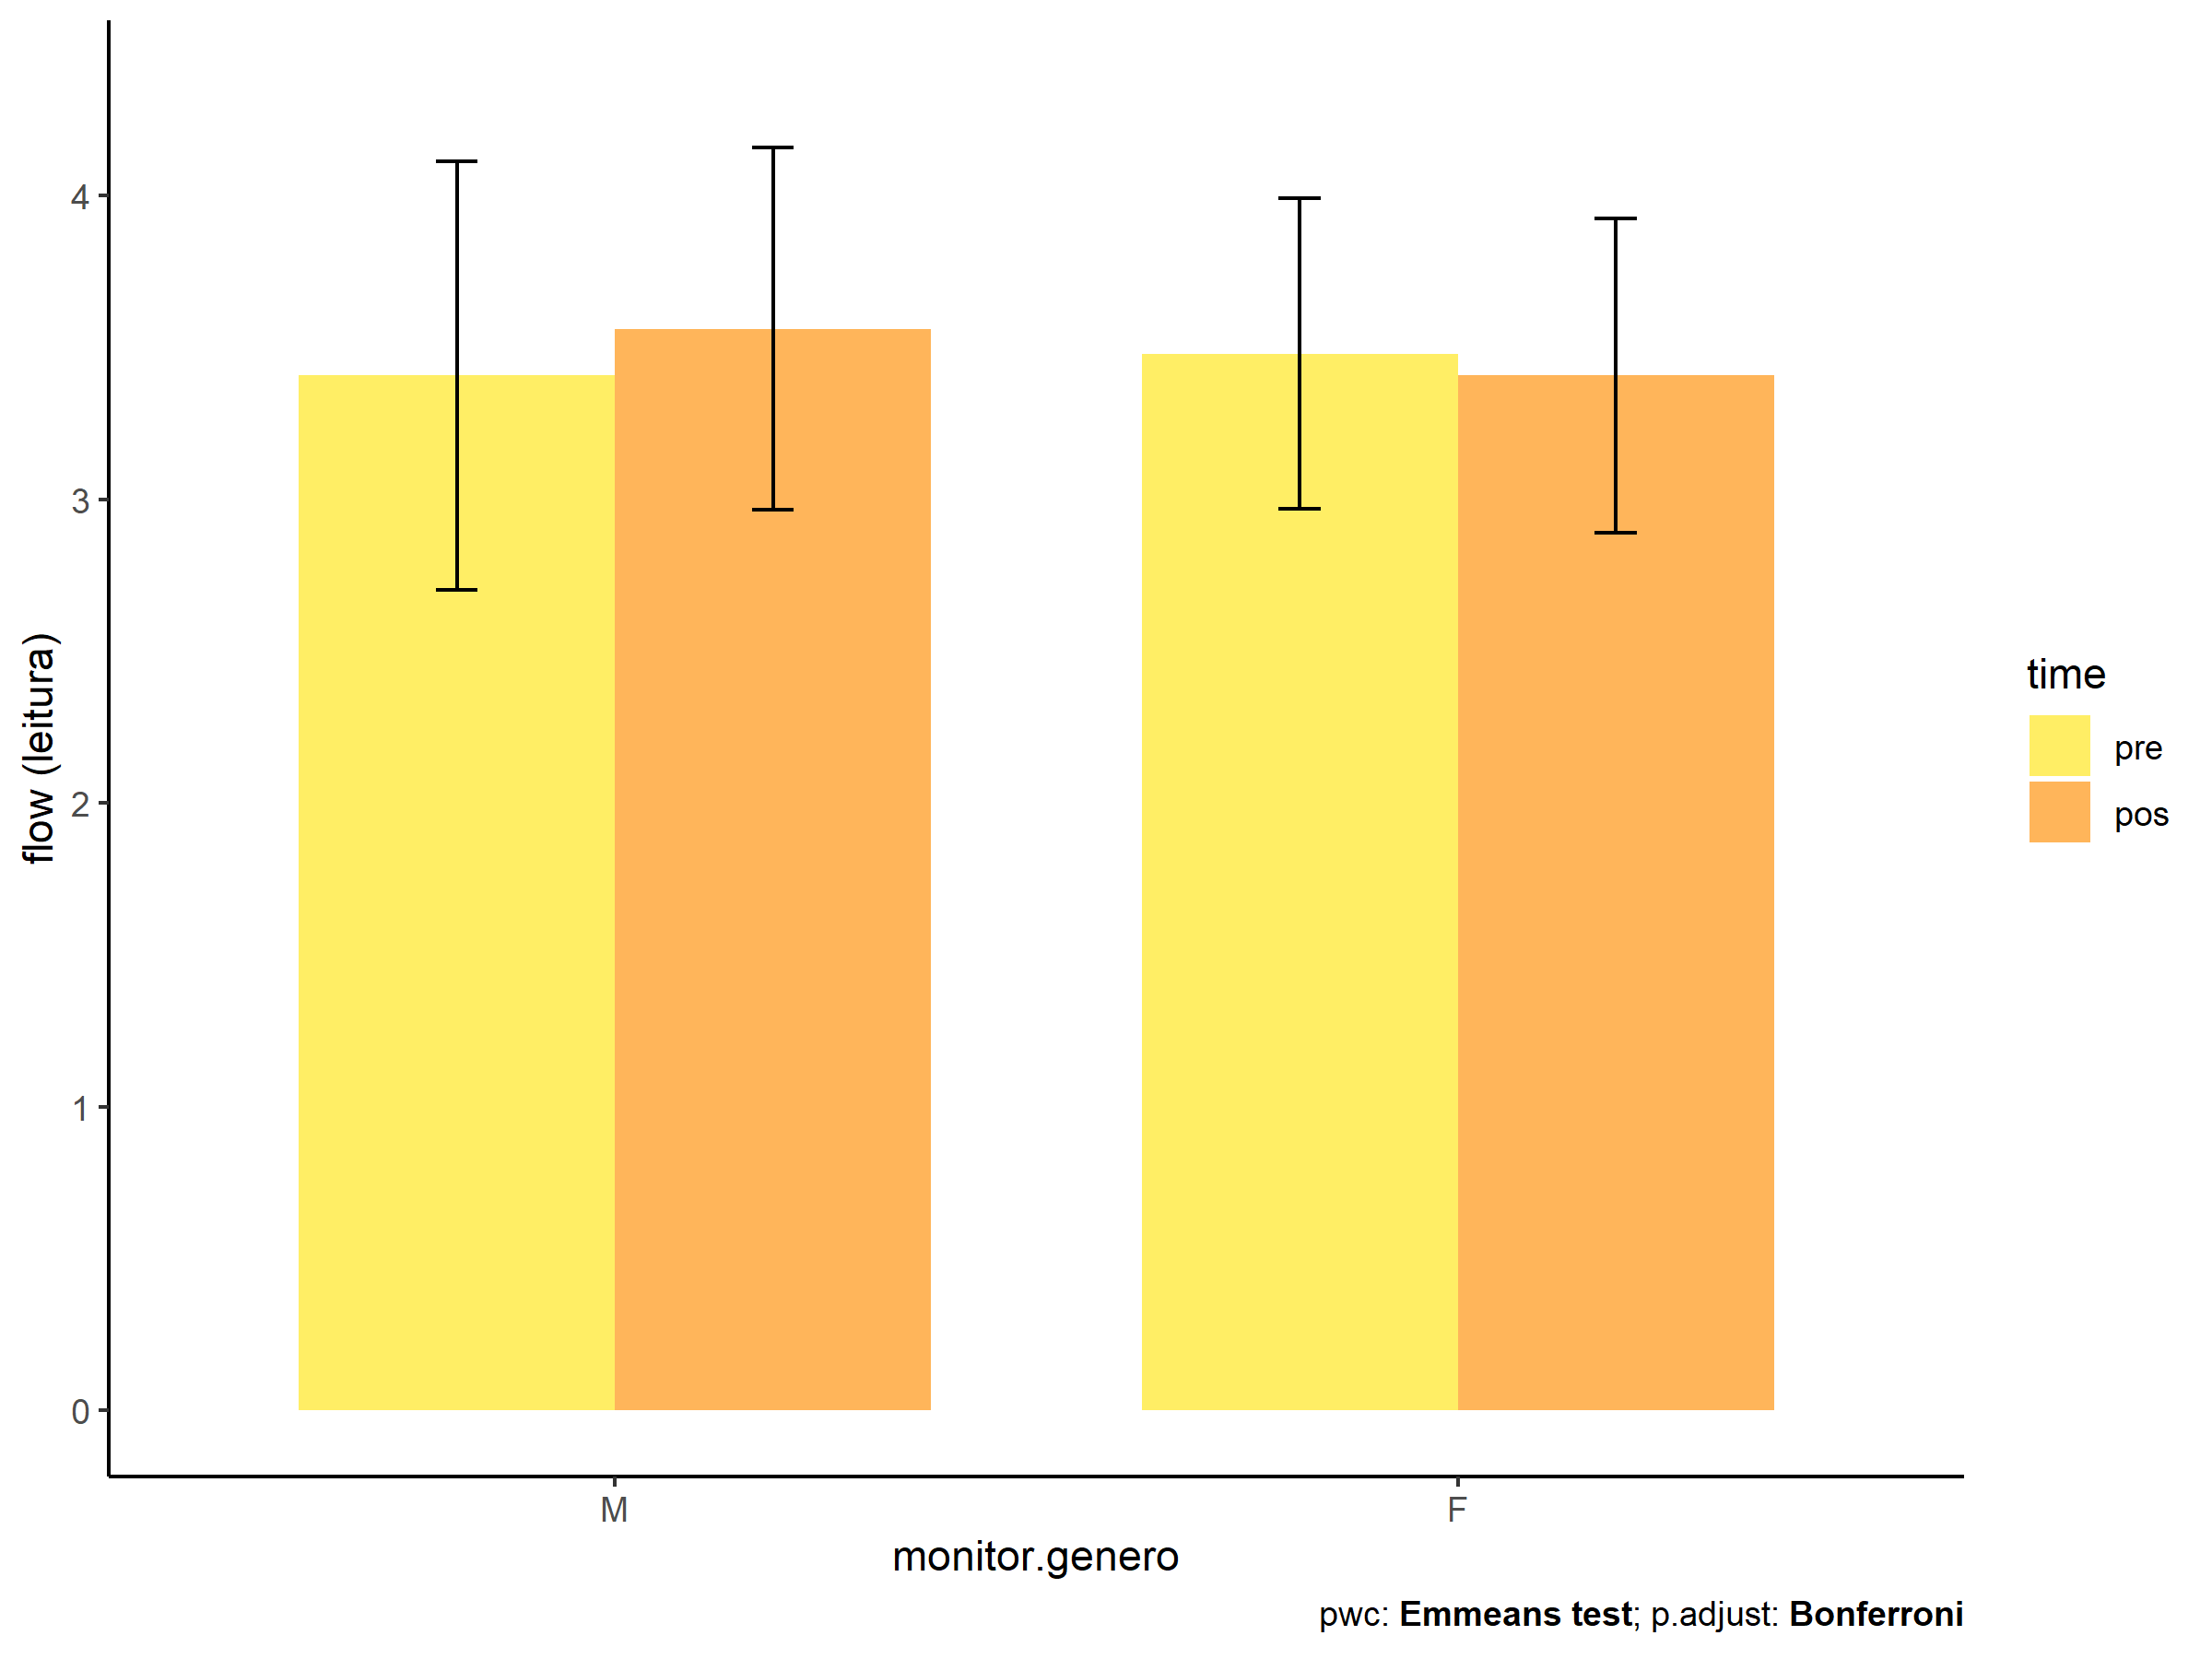 flow (leitura)
4
3
2
1
0
M
F
monitor.genero
time
pre
pos
pwc: Emmeans test; p.adjust: Bonferroni